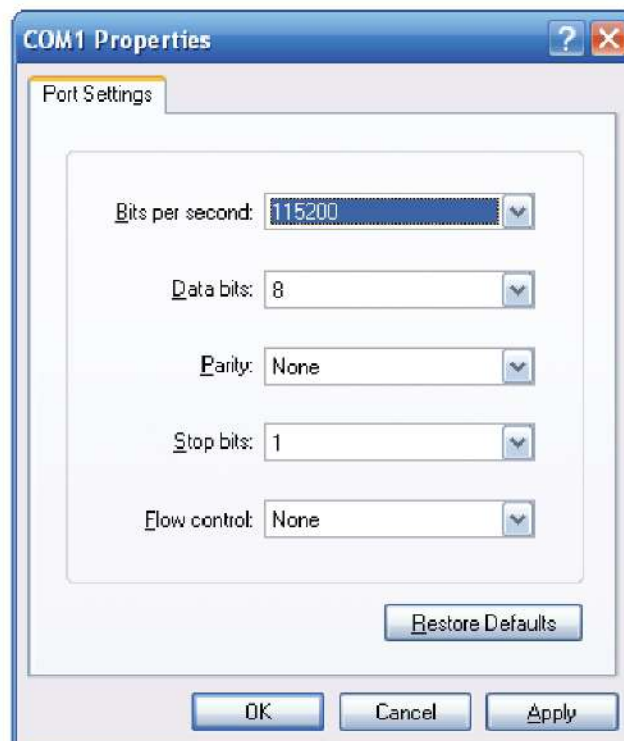 COM1 Properties
Port Settings
Bits per second: 115200
Data bits: 8
Parity: None
Stop bits: 1
Flow control: None
Restore Defaults
OK Cancel Apply